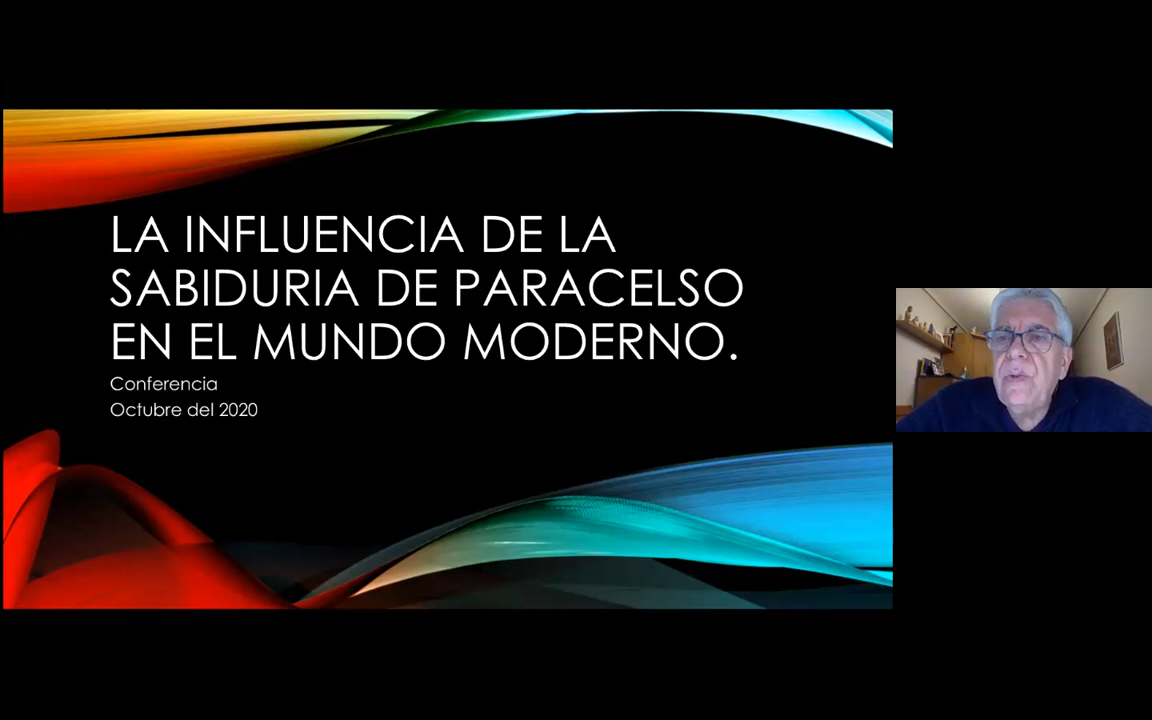 LA INFLUENCIA DE LA
SABIDURIA DE PARACELSO
EN EL MUNDO MODERNO.
Conferencia
Octubre del 2020